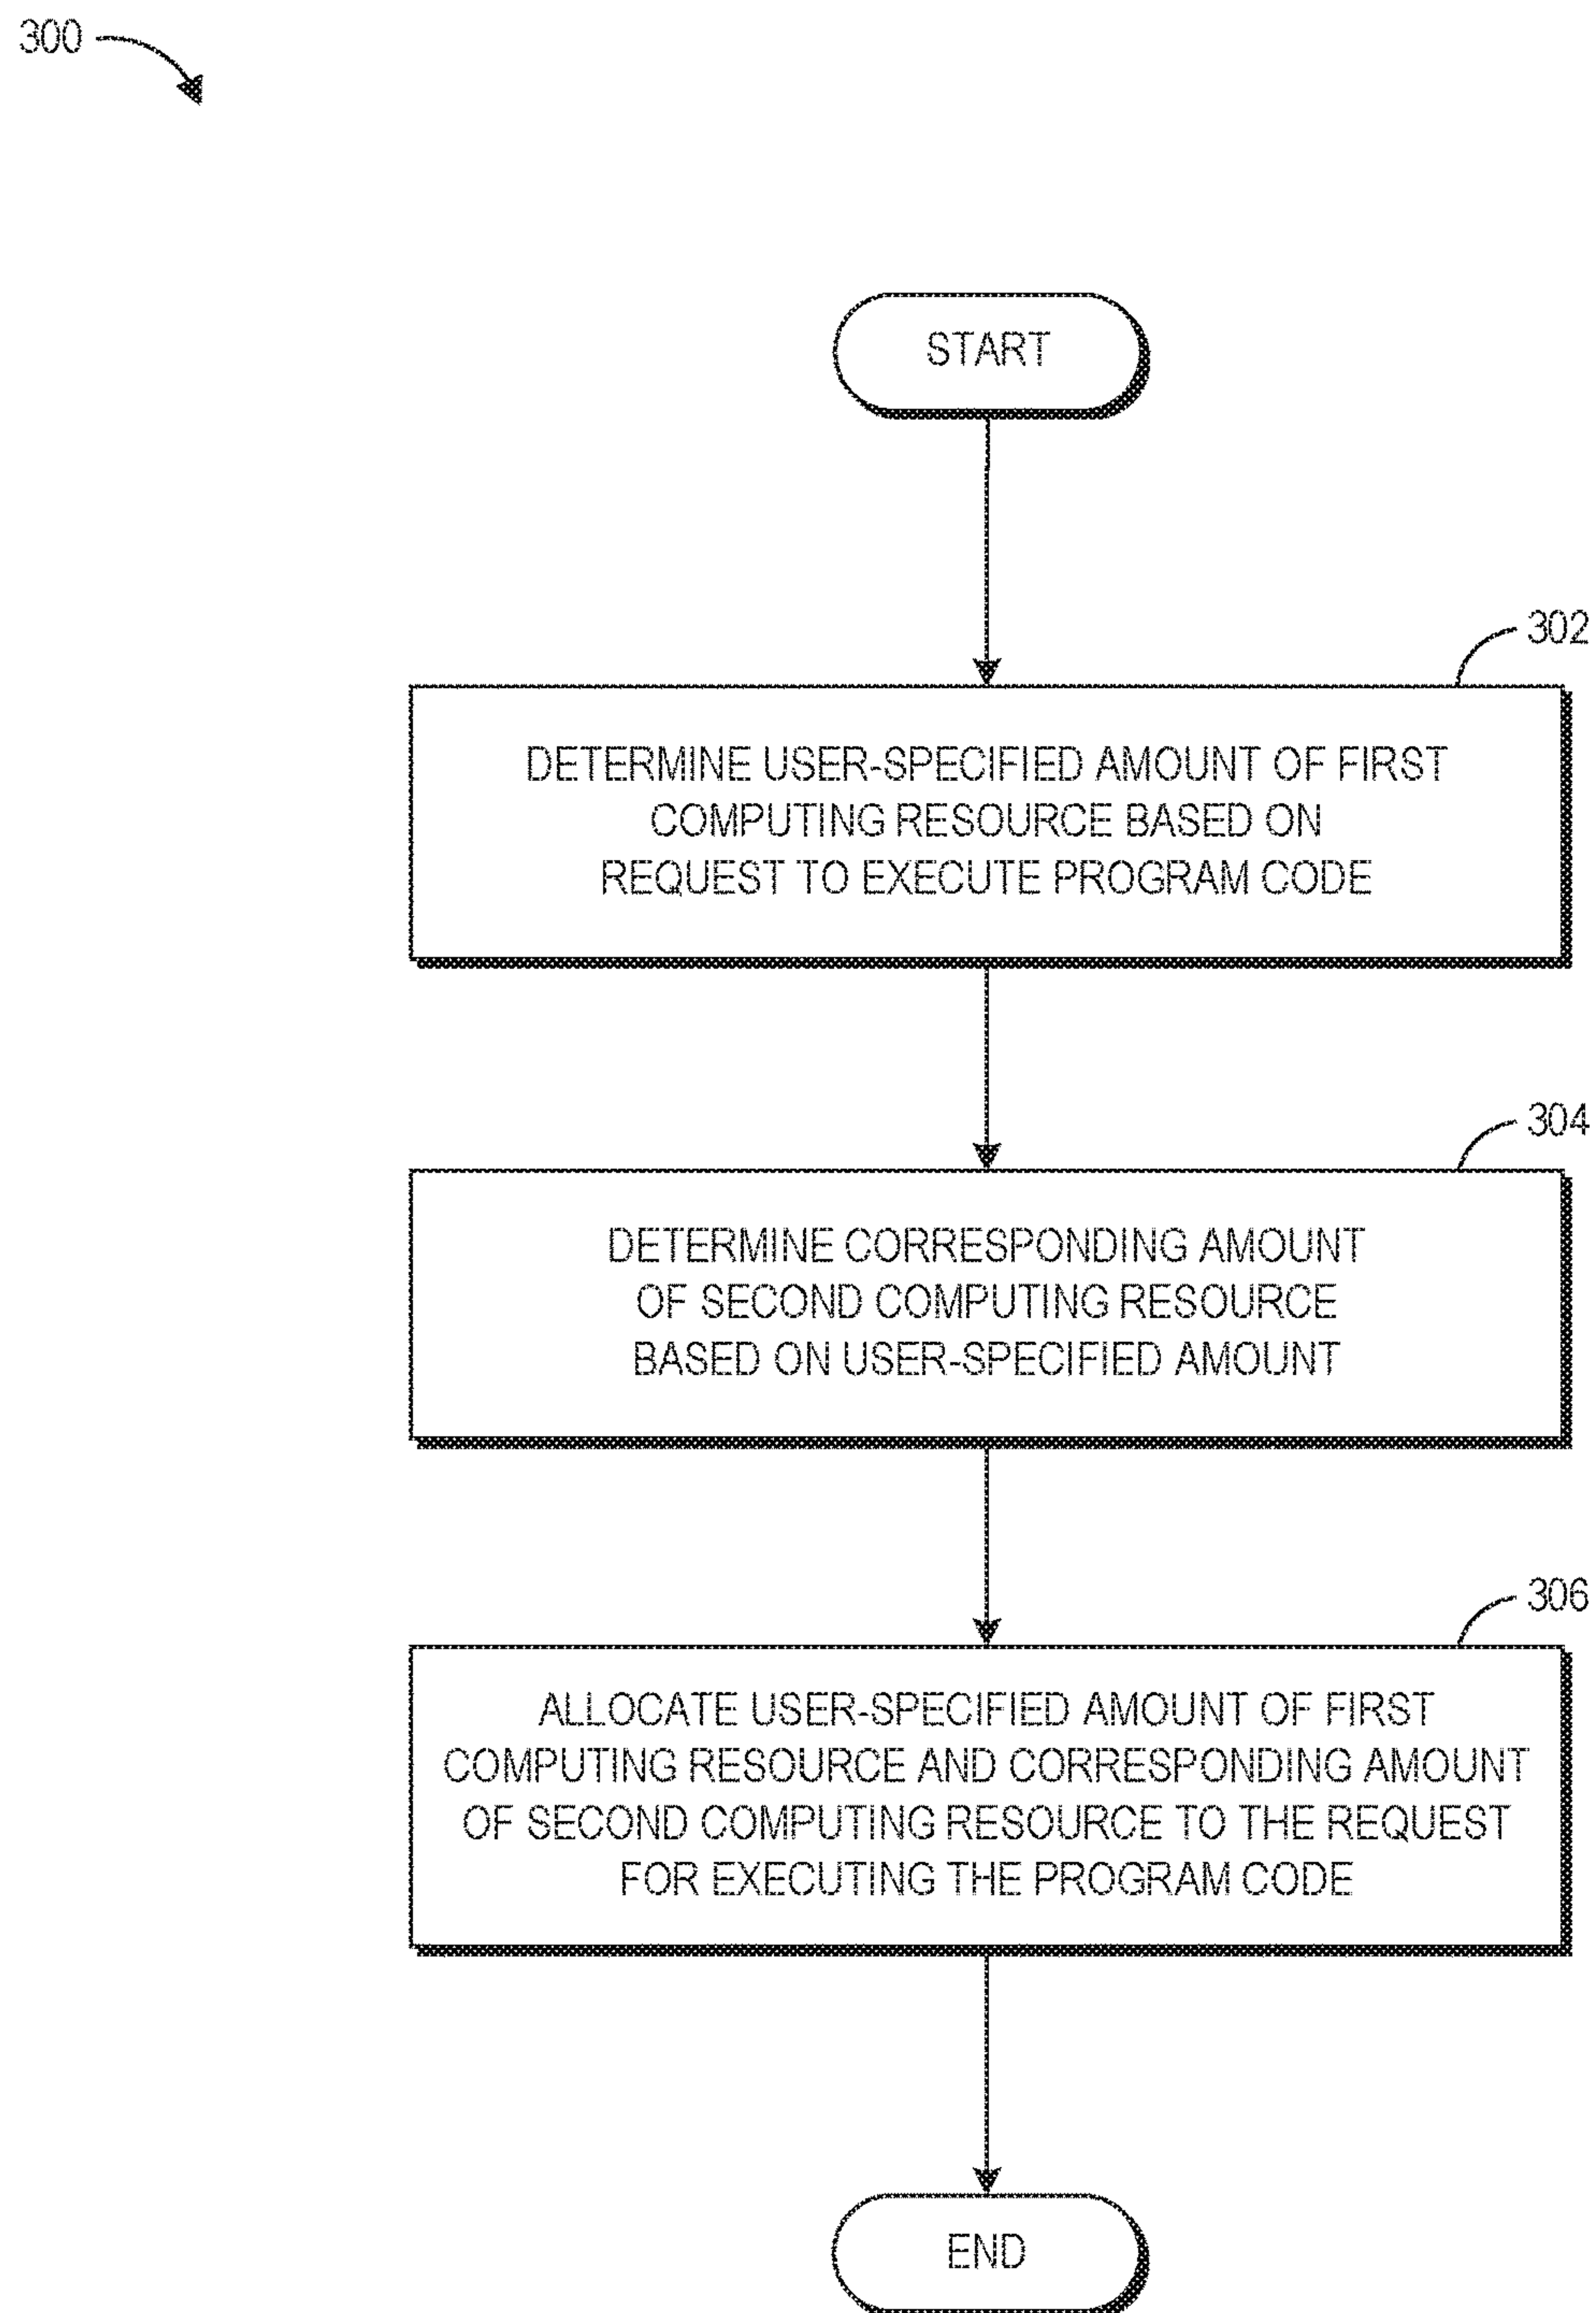 300
START
302
DETERMINE USER-SPECIFIED AMOUNT OF FIRST
COMPUTING RESOURCE BASED ON
REQUEST TO EXECUTE PROGRAM CODE
304
DETERMINE CORRESPONDING AMOUNT
OF SECOND COMPUTING RESOURCE
BASED ON USER-SPECIFIED AMOUNT
306
ALLOCATE USER-SPECIFIED AMOUNT OF FIRST
COMPUTING RESOURCE AND CORRESPONDING AMOUNT
OF SECOND COMPUTING RESOURCE TO THE REQUEST
FOR EXECUTING THE PROGRAM CODE
END